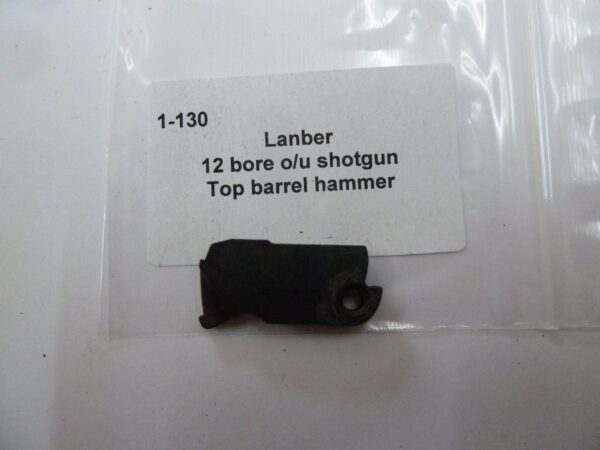 1-130
Lanber
12 bore o/u shotgun
Top barrel hammer